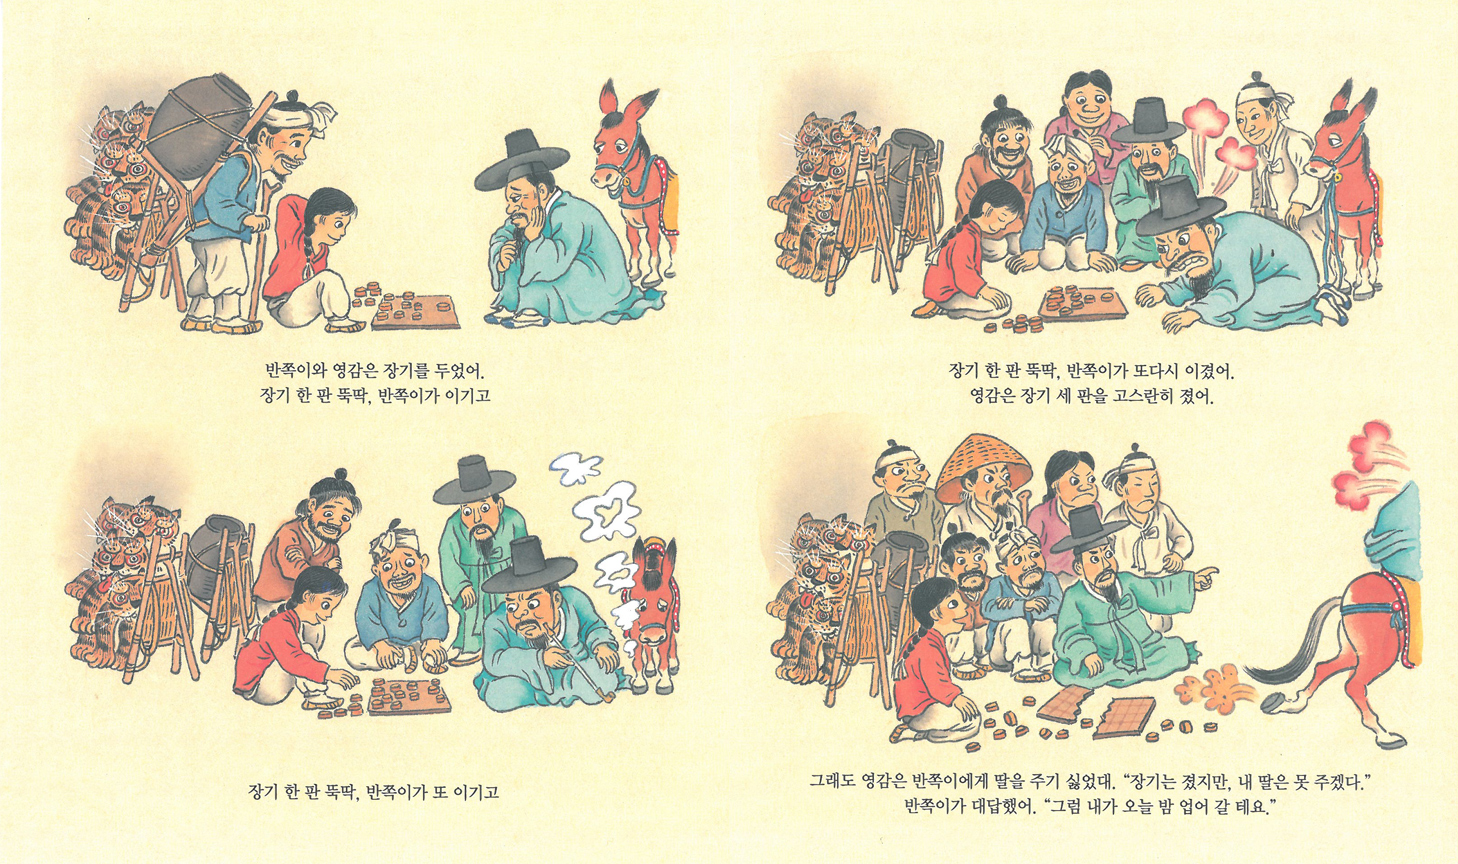 반쪽이와 영감은 장기를 두었어.
장기 한 판 뚝딱, 반쪽이가 이기고
장기 한 판 뚝딱, 반쪽이가 또 이기고
장기 한 판 뚝딱, 반쪽이가 또다시 이겼어.
영감은 장기 세 판을 고스란히 졌어.
그래도 영감은 반쪽이에게 딸을 주기 싫었대. “장기는 졌지만, 내 딸은 못 주겠다.”
반쪽이가 대답했어. “그럼 내가 오늘 밤 업어 갈 테요.”